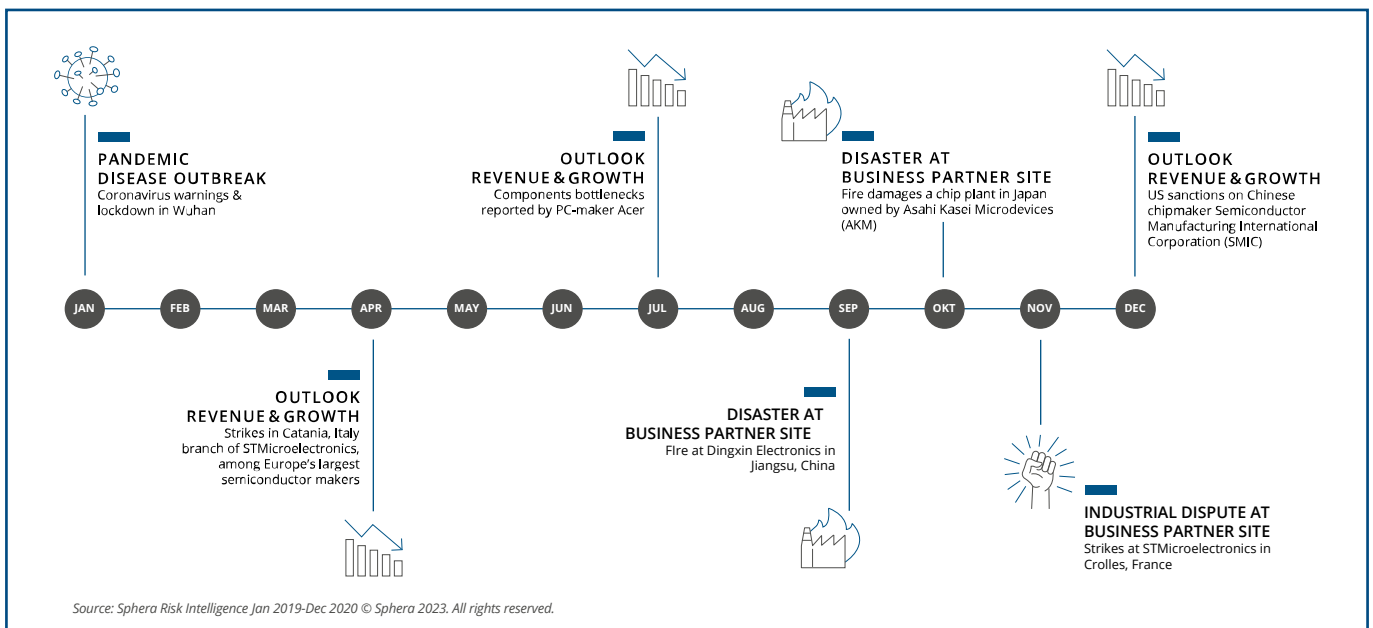 PANDEMIC
DISEASE OUTBREAK
Coronavirus warnings &
lockdown in Wuhan
OUTLOOK
REVENUE & GROWTH
Components bottlenecks
reported by PC-maker Acer
DISASTER AT
BUSINESS PARTNER SITE
Fire damages a chip plant in Japan
owned by Asahi Kasei Microdevices
(AKM)
OUTLOOK
REVENUE & GROWTH
US sanctions on Chinese
chipmaker Semiconductor
Manufacturing International
Corporation (SMIC)
JAN
FEB
MAR
APR
MAY
JUN
JUL
AUG
SEP
OKT
NOV
DEC
OUTLOOK
REVENUE & GROWTH
Strikes in Catania, Italy
branch of STMicroelectronics,
among Europe's largest
semiconductor makers
DISASTER AT
BUSINESS PARTNER SITE
FIre at Dingxin Electronics in
Jiangsu, China
INDUSTRIAL DISPUTE AT
BUSINESS PARTNER SITE
Strikes at STMicroelectronics in
Crolles, France
Source: Sphera Risk Intelligence Jan 2019-Dec 2020 © Sphera 2023. All rights reserved.